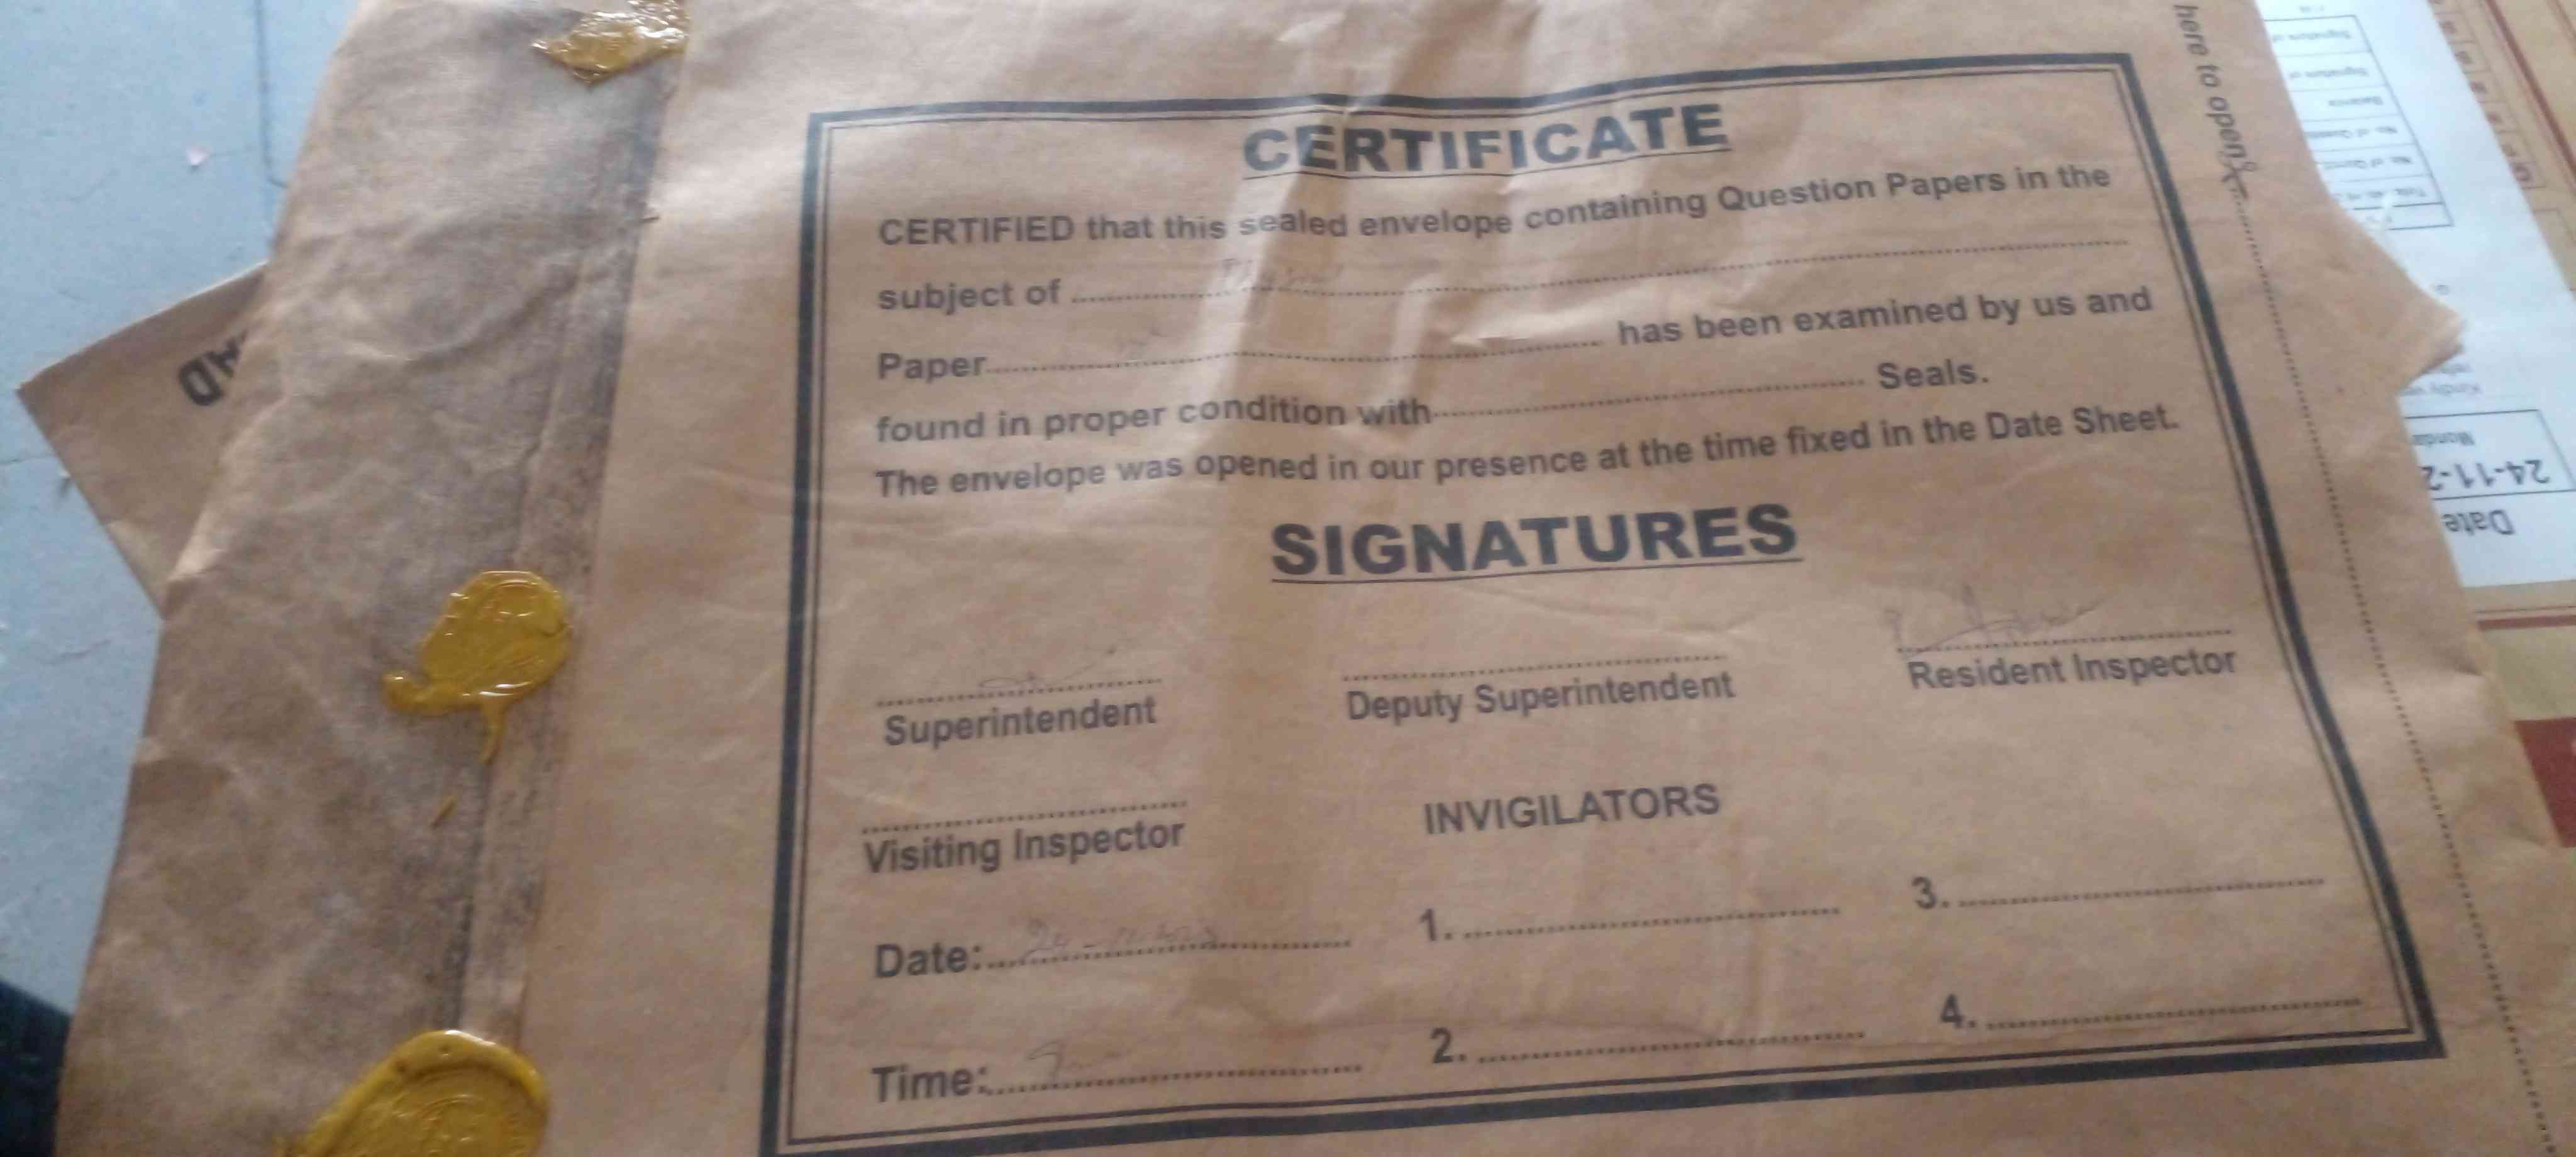 here to open
CERTIFICATE
CERTIFIED that this sealed envelope containing Question Papers in the
subject of
Paper has been examined by us and
found in proper condition with Seals.
The envelope was opened in our presence at the time fixed in the Date Sheet.
SIGNATURES
Superintendent
Deputy Superintendent
Resident Inspector
Visiting Inspector
INVIGILATORS
Date:
1.
3.
Time:
2.
4.
AD
Date
24-11-2
Monda